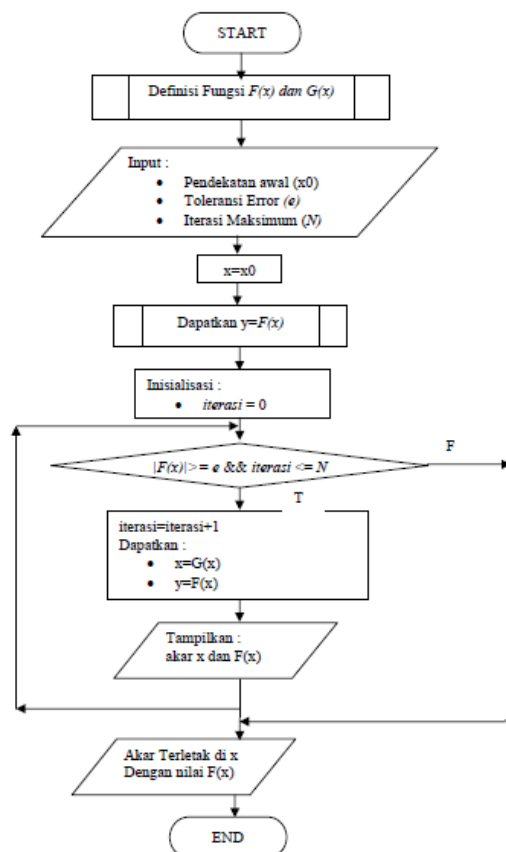 START
Definisi Fungsi F(x) dan G(x)
Input :
• Pendekatan awal (x0)
• Toleransi Error (e)
• Iterasi Maksimum (N)
x=x0
Dapatkan y=F(x)
Inisialisasi :
• iterasi = 0
F
|F(x)|>= e && iterasi <= N
T
iterasi=iterasi+1
Dapatkan :
• x=G(x)
• y=F(x)
Tampilkan :
akar x dan F(x)
Akar Terletak di x
Dengan nilai F(x)
END